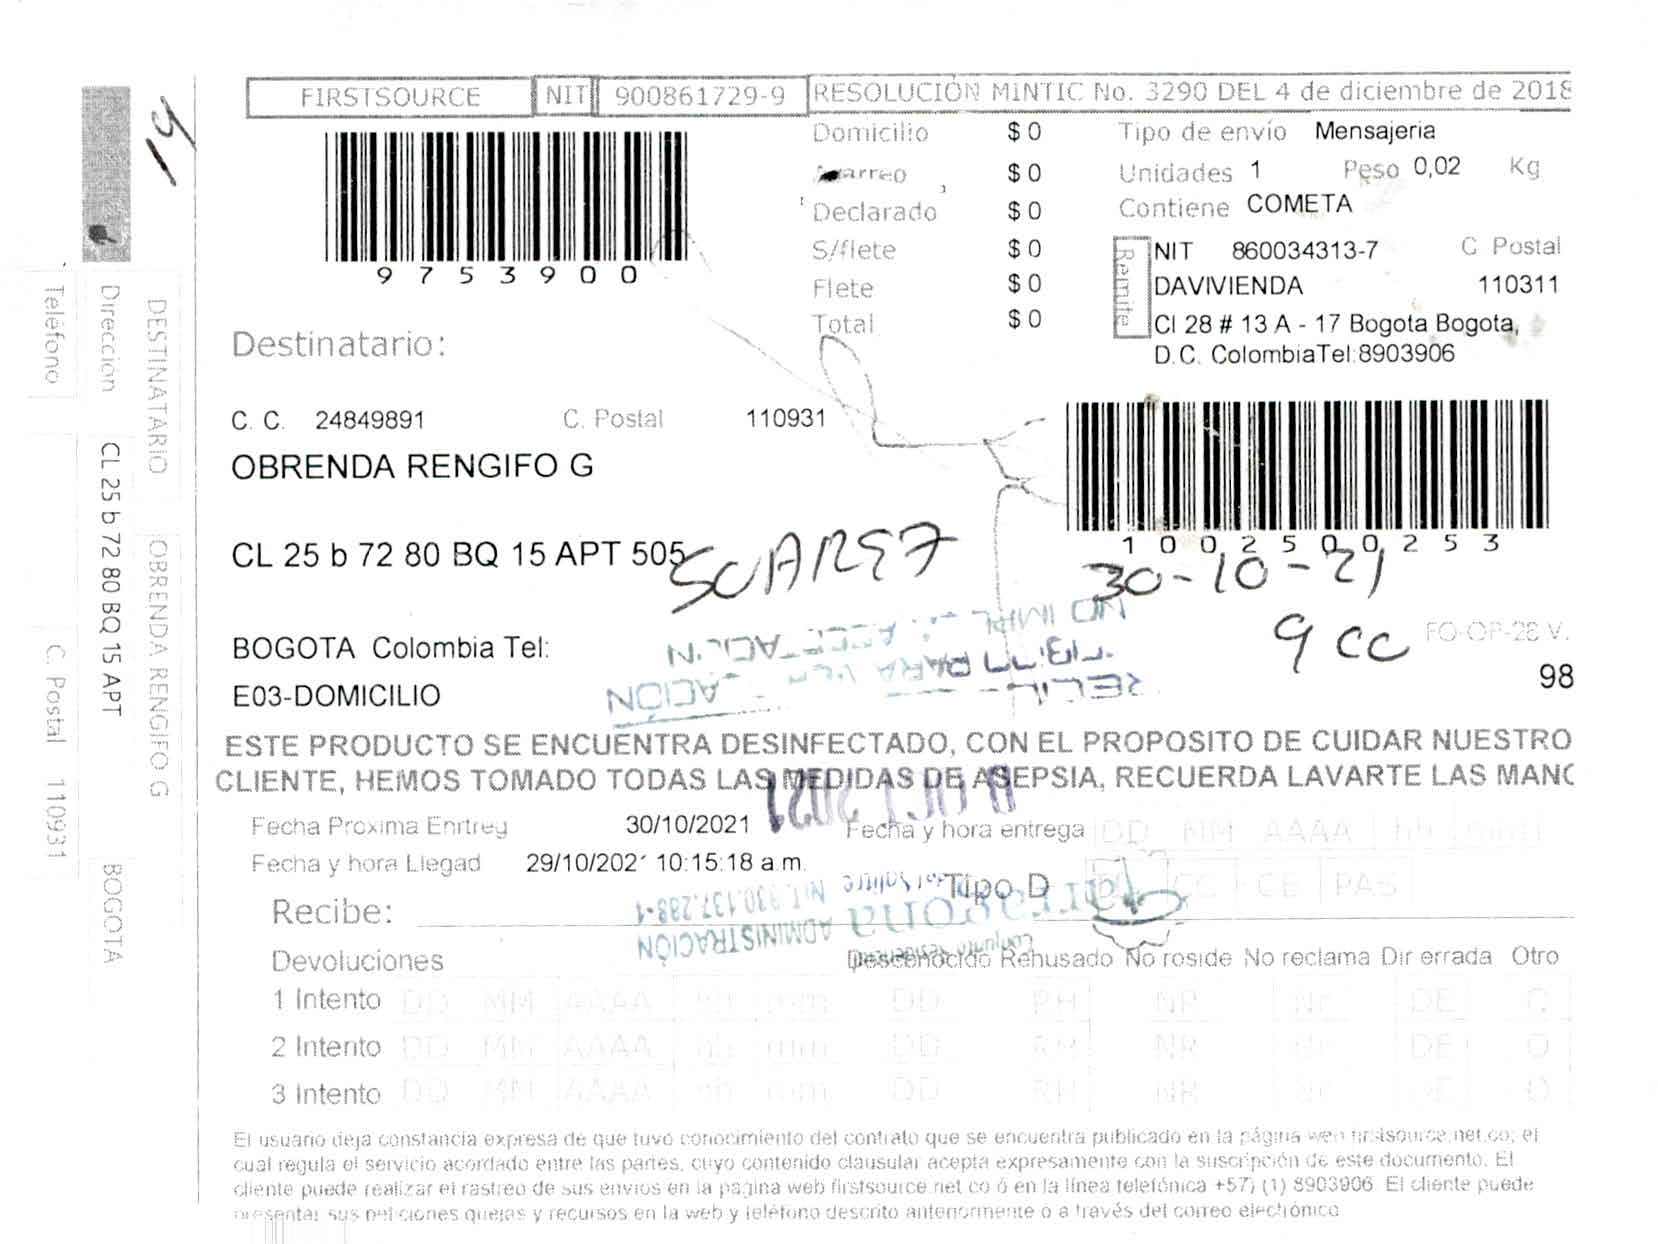 FIRSTSOURCE NIT 900861729-9 RESOLUCIÓN MINTIC No. 3290 DEL 4 de diciembre de 2018
9753900
Domicilio $ 0
$ 0
Declarado $ 0
S/flete $ 0
Flete $ 0
Total $ 0
Tipo de envío Mensajeria
Unidades 1 Peso 0,02 Kg
Contiene COMETA
Remite
NIT 860034313-7 C Postal
DAVIVIENDA 110311
Cl 28 # 13 A - 17 Bogota Bogota,
D.C. ColombiaTel:8903906
14
Destinatario:
C. C. 24849891 C. Postal 110931
OBRENDA RENGIFO G
1002500253
CL 25 b 72 80 BQ 15 APT 505
SUAREZ
30-10-21
9 CC
FO-OP-28 V.
98
BOGOTA Colombia Tel:
E03-DOMICILIO
ESTE PRODUCTO SE ENCUENTRA DESINFECTADO, CON EL PROPOSITO DE CUIDAR NUESTRO
CLIENTE, HEMOS TOMADO TODAS LAS MEDIDAS DE ASEPSIA, RECUERDA LAVARTE LAS MANO
OCT 2021
Fecha Proxima Enrtreg 30/10/2021 Fecha y hora entrega DD MM AAAA hh mm
Fecha y hora Llegad 29/10/2021 10:15:18 a.m. Tipo D CC CE PAS
Recibe:
ADMINISTRACIÓN
Devoluciones Desconocido Rehusado No roside No reclama Dir errada Otro
1 Intento DD MM AAAA hh mm DD RH NR NR DE O
2 Intento DD MM AAAA hh mm DD RH NR NR DE O
3 Intento DD MM AAAA hh mm DD RH NR NR DE O
El usuario deja constancia expresa de que tuvo conocimiento del contrato que se encuentra publicado en la página web firstsource.net.co; el
cual regula el servicio acordado entre las partes, cuyo contenido clausular acepta expresamente con la suscripción de este documento. El
cliente puede realizar el rastreo de sus envios en la pagina web firstsource.net.co ó en la línea telefónica +57) (1) 8903906 El cliente puede
presentar sus peticiones quejas y recursos en la web y teléfono descrito anteriormente o a través del correo electrónico
DESTINATARIO OBRENDA RENGIFO G
Dirección CL 25 b 72 80 BQ 15 APT BOGOTA
Teléfono C. Postal 110931